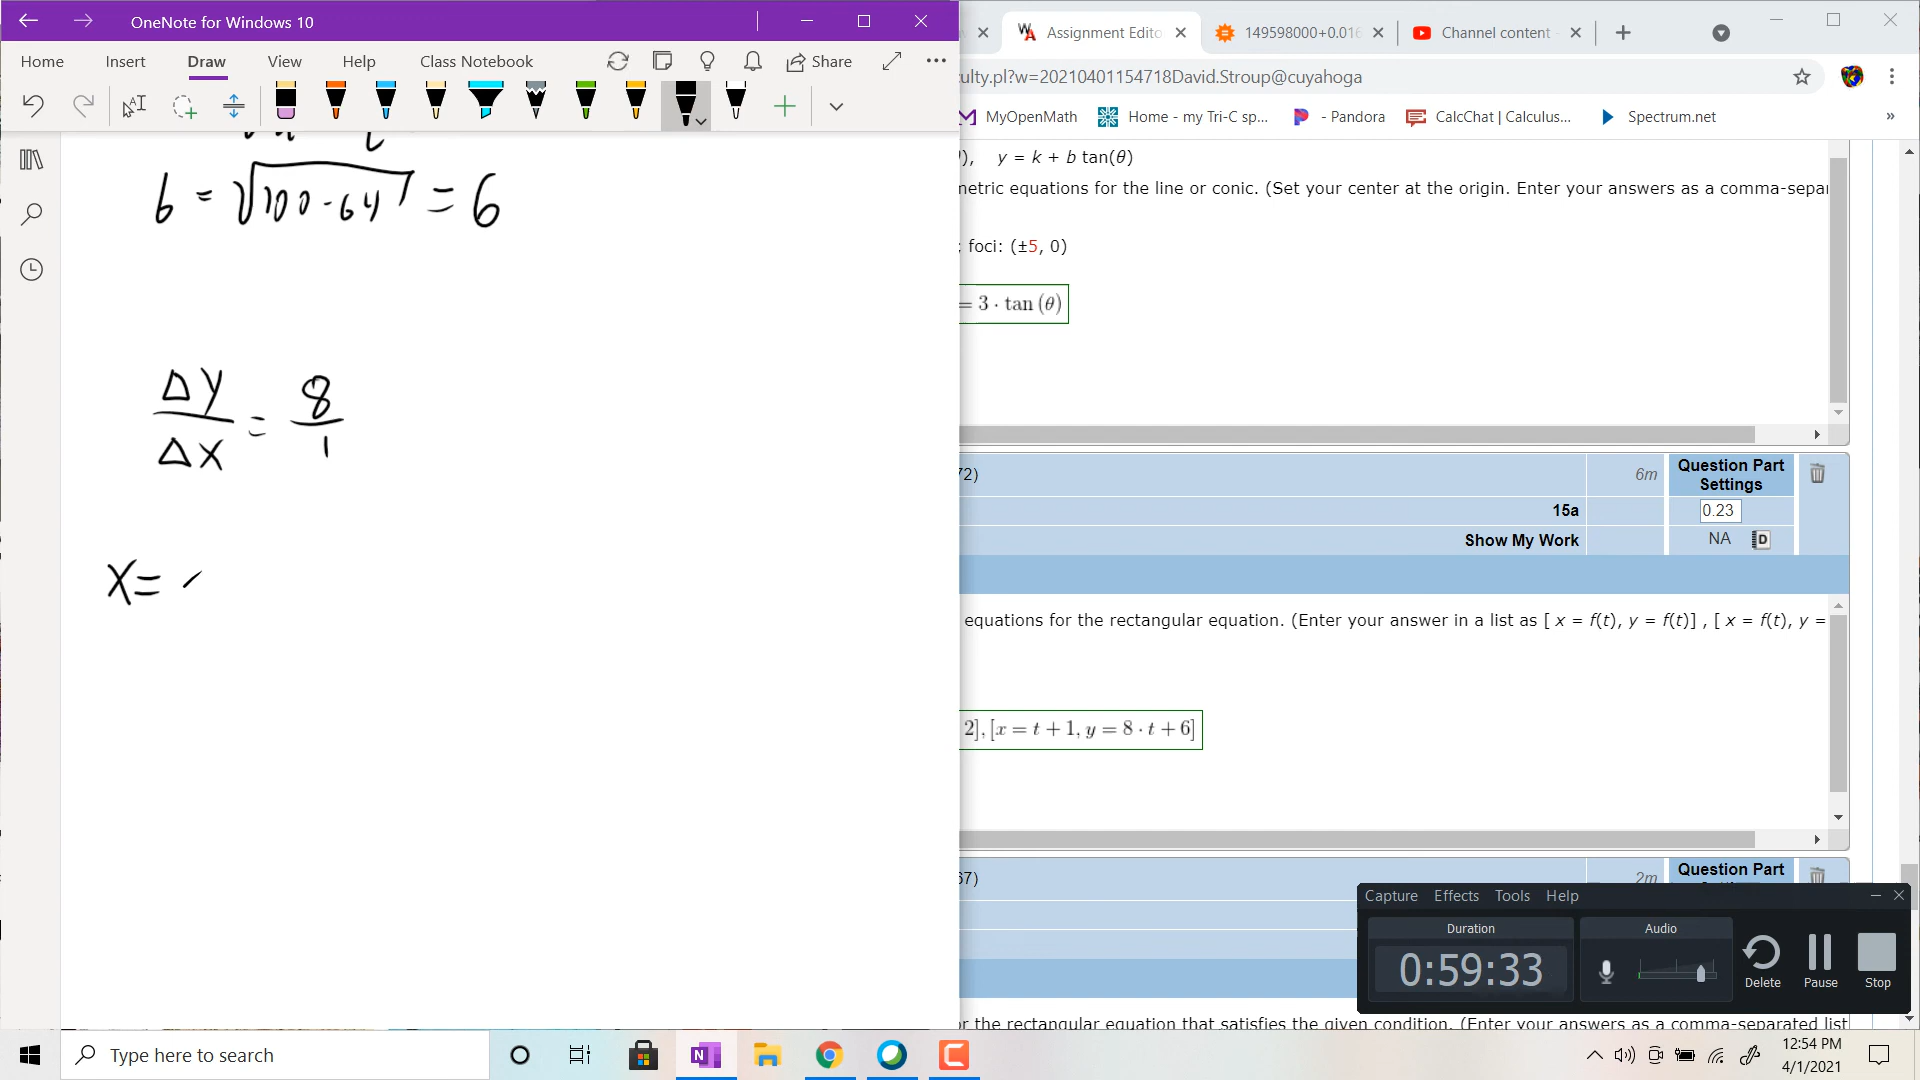 OneNote for Windows 10
Home Insert Draw View Help Class Notebook Share
b = √100-64 = 6
Δy/Δx = 8/1
x=
Assignment Edito
149598000+0.016
Channel content -
culty.pl?w=20210401154718David.Stroup@cuyahoga
MyOpenMath Home - my Tri-C sp... - Pandora CalcChat | Calculus... Spectrum.net »
), y = k + b tan(θ)
metric equations for the line or conic. (Set your center at the origin. Enter your answers as a comma-separ
; foci: (±5, 0)
= 3 · tan (θ)
72) 6m Question Part Settings
15a 0.23
Show My Work NA D
equations for the rectangular equation. (Enter your answer in a list as [ x = f(t), y = f(t)] , [ x = f(t), y =
2], [x = t + 1, y = 8 · t + 6]
67) 2m Question Part
Capture Effects Tools Help
Duration Audio
0:59:33
Delete Pause Stop
or the rectangular equation that satisfies the given condition. (Enter your answers as a comma-separated list
Type here to search
12:54 PM
4/1/2021